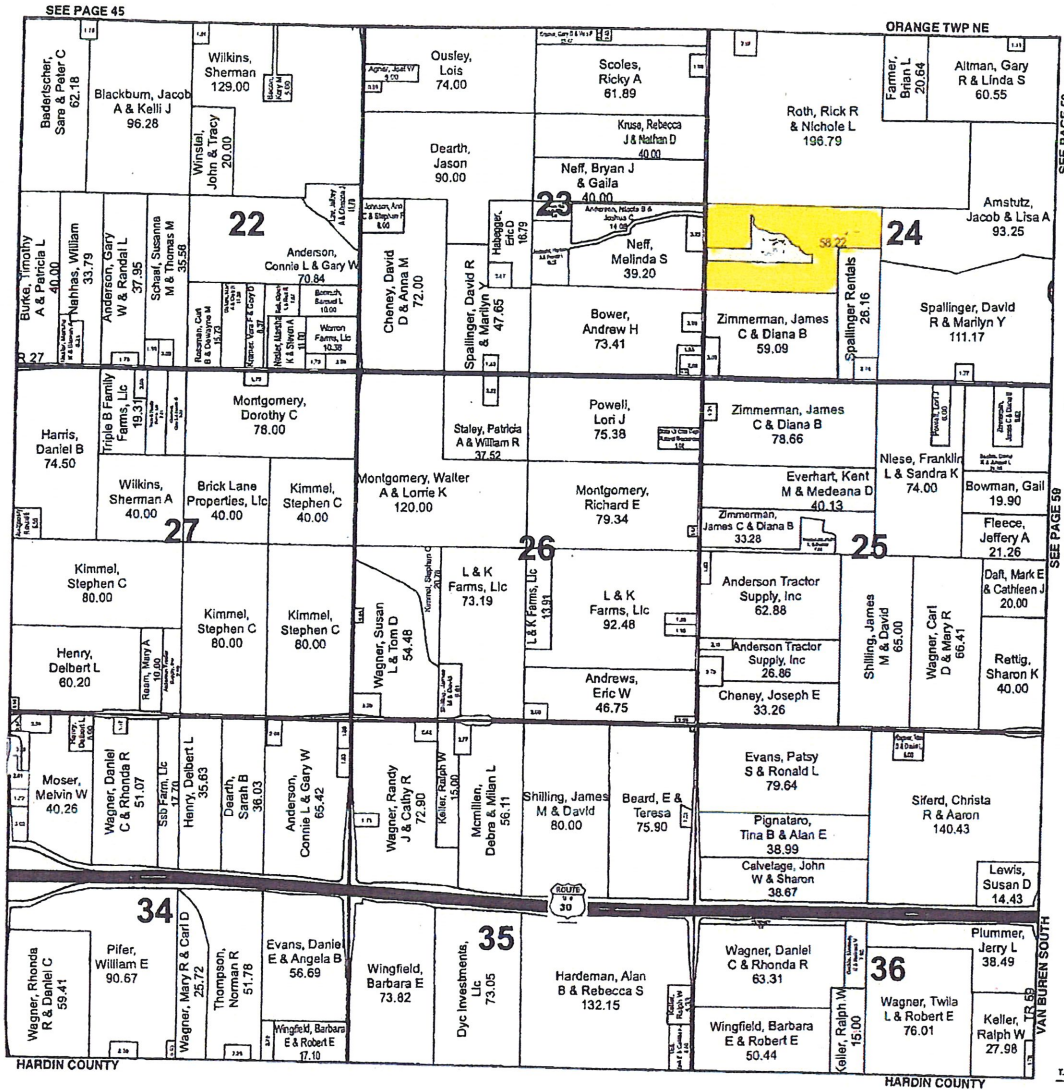 SEE PAGE 45
ORANGE TWP NE
Badertscher,
Sara & Peter C
62.18
Blackburn, Jacob
A & Kelli J
96.28
Wilkins,
Sherman
129.00
Winstel,
John & Tracy
20.00
Ousley,
Lois
74.00
Dearth,
Jason
90.00
Scoles,
Ricky A
61.89
Kruse, Rebecca
J & Nathan D
40.00
Neff, Bryan J
& Gaila
40.00
Roth, Rick R
& Nichole L
196.79
Farmer,
Brian L
20.64
Altman, Gary
R & Linda S
60.55
Amstutz,
Jacob & Lisa A
93.25
22
23
24
58.22
Burke, Timothy
A & Patricia L
40.00
Nahhas, William
33.79
Anderson, Gary
W & Randal L
37.95
Schaaf, Susanna
M & Thomas M
35.58
Anderson,
Connie L & Gary W
70.84
Cheney, David
D & Anna M
72.00
Spallinger, David R
& Marilyn Y
47.65
Habegger,
Eric D
16.79
Neff,
Melinda S
39.20
Bower,
Andrew H
73.41
Zimmerman, James
C & Diana B
59.09
Spallinger Rentals
26.16
Spallinger, David
R & Marilyn Y
111.17
Warren
Farms, Llc
10.38
R 27
Harris,
Daniel B
74.50
Triple B Family
Farms, Llc
19.31
Montgomery,
Dorothy C
78.00
Staley, Patricia
A & William R
37.52
Powell,
Lori J
75.38
Zimmerman, James
C & Diana B
78.66
Niese, Franklin
L & Sandra K
74.00
Wilkins,
Sherman A
40.00
Brick Lane
Properties, Llc
40.00
Kimmel,
Stephen C
40.00
Montgomery, Walter
A & Lorrie K
120.00
Montgomery,
Richard E
79.34
Everhart, Kent
M & Medeana D
40.13
Zimmerman,
James C & Diana B
33.28
Bowman, Gail
19.90
Fleece,
Jeffery A
21.26
27
26
25
SEE PAGE 59
Kimmel,
Stephen C
80.00
Kimmel,
Stephen C
80.00
Kimmel,
Stephen C
80.00
Henry,
Delbert L
60.20
Ream, Mary A
10.00
Wagner, Susan
L & Tom D
54.48
Kimmel, Stephen C
20.78
L & K
Farms, Llc
73.19
L & K Farms, Llc
13.91
L & K
Farms, Llc
92.48
Andrews,
Eric W
46.75
Anderson Tractor
Supply, Inc
62.88
Anderson Tractor
Supply, Inc
26.86
Cheney, Joseph E
33.26
Shilling, James
M & David
65.00
Wagner, Carl
D & Mary R
66.41
Daft, Mark E
& Cathleen J
20.00
Rettig,
Sharon K
40.00
Moser,
Melvin W
40.26
Wagner, Daniel
C & Rhonda R
51.07
Ssb Farm, Llc
17.70
Henry, Delbert L
35.63
Dearth,
Sarah B
36.03
Anderson,
Connie L & Gary W
65.42
Wagner, Randy
J & Cathy R
72.90
Keller, Ralph W
15.00
Mcmillen,
Debra & Milan L
56.11
Shilling, James
M & David
80.00
Beard, E &
Teresa
75.90
Evans, Patsy
S & Ronald L
79.64
Pignataro,
Tina B & Alan E
38.99
Calvelage, John
W & Sharon
38.67
Siferd, Christa
R & Aaron
140.43
Lewis,
Susan D
14.43
ROUTE
U S
30
34
35
36
Wagner, Rhonda
R & Daniel C
59.41
Pifer,
William E
90.67
Wagner, Mary R & Carl D
25.72
Thompson,
Norman R
51.78
Evans, Daniel
E & Angela B
56.69
Wingfield, Barbara
E & Robert E
17.10
Wingfield,
Barbara E
73.82
Dyc Investments,
Llc
73.05
Hardeman, Alan
B & Rebecca S
132.15
Wagner, Daniel
C & Rhonda R
63.31
Wingfield, Barbara
E & Robert E
50.44
Keller, Ralph W
15.00
Wagner, Twila
L & Robert E
76.01
Plummer,
Jerry L
38.49
Keller,
Ralph W
27.98
TR 59
VAN BUREN SOUTH
HARDIN COUNTY
HARDIN COUNTY